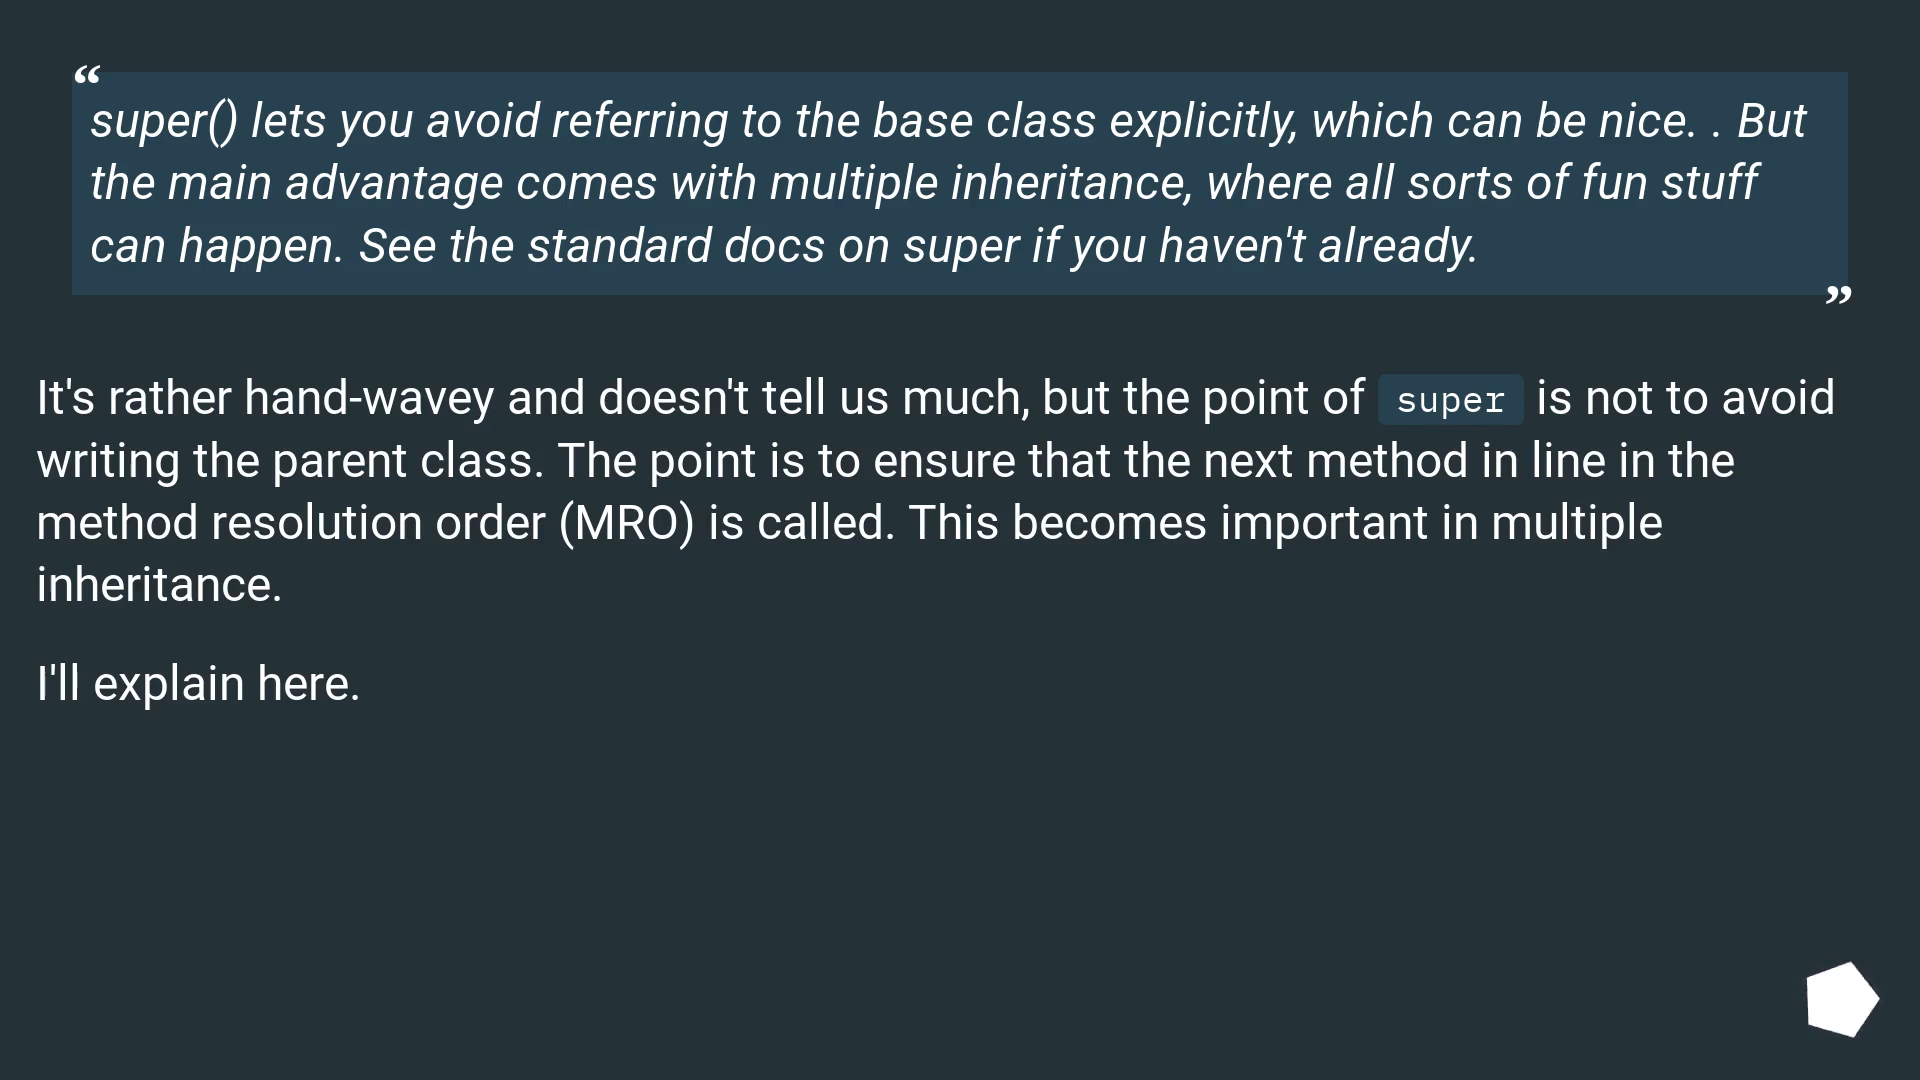 “
super() lets you avoid referring to the base class explicitly, which can be nice. . But
the main advantage comes with multiple inheritance, where all sorts of fun stuff
can happen. See the standard docs on super if you haven't already.
”
It's rather hand-wavey and doesn't tell us much, but the point of super is not to avoid
writing the parent class. The point is to ensure that the next method in line in the
method resolution order (MRO) is called. This becomes important in multiple
inheritance.
I'll explain here.